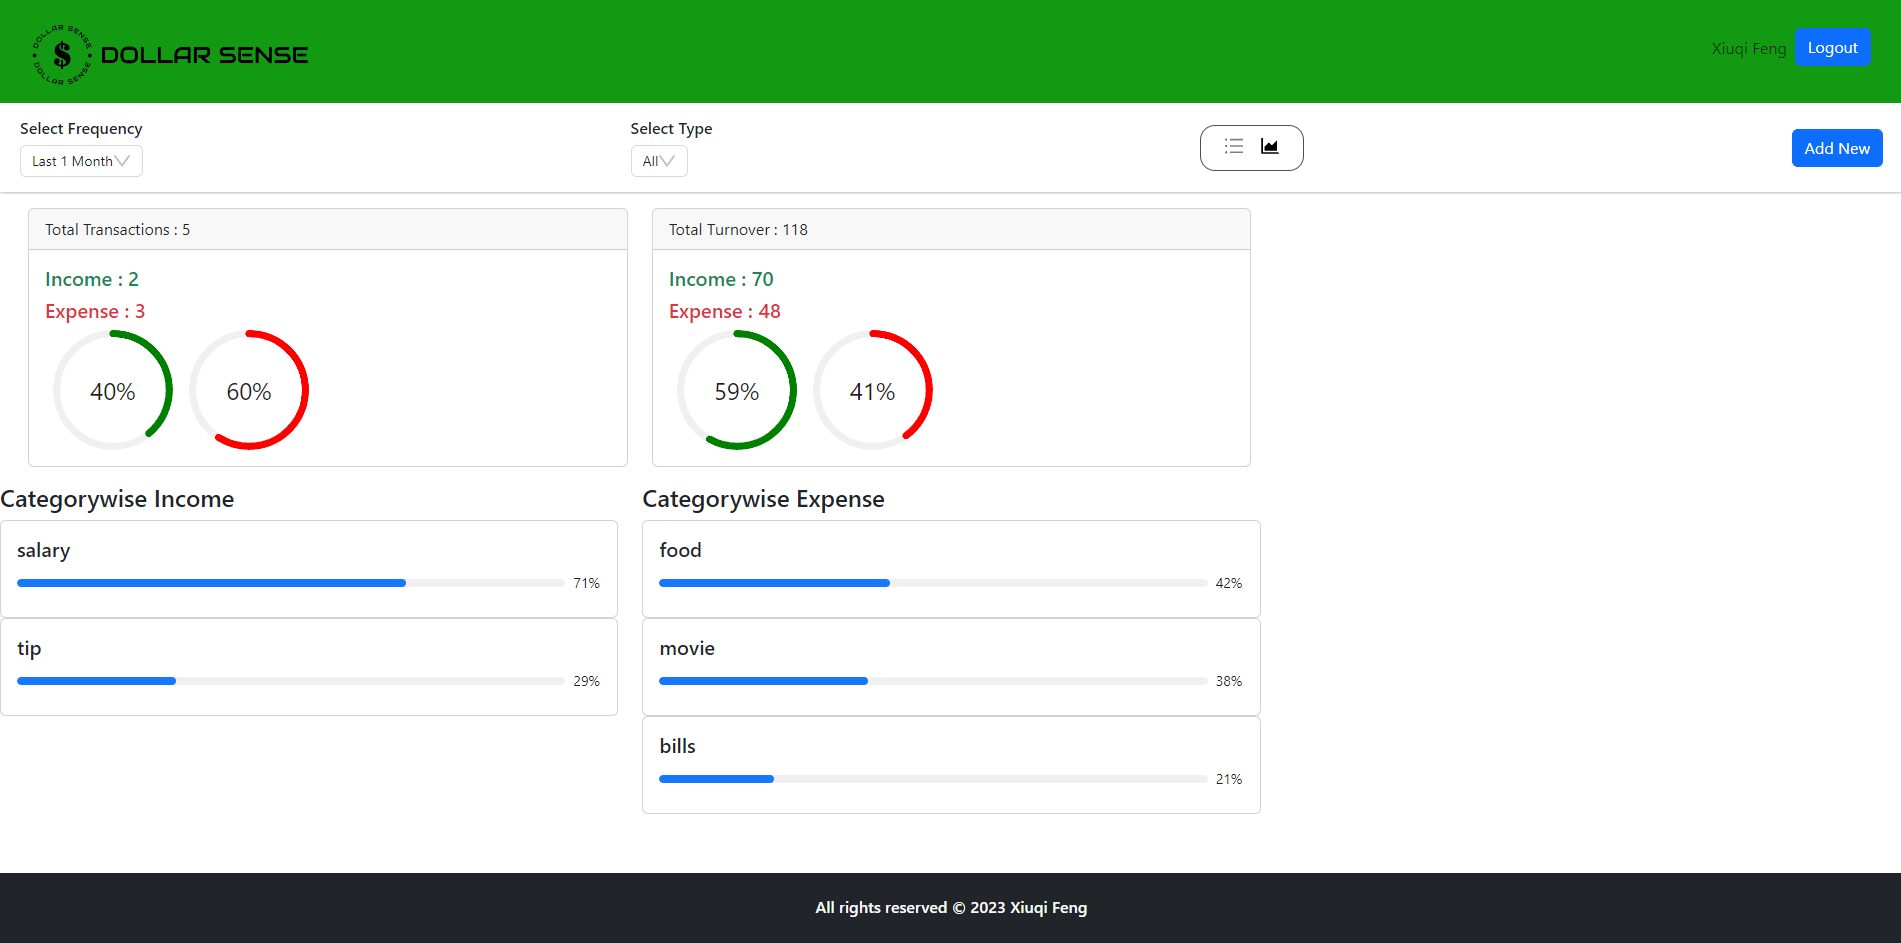 DOLLAR SENSE
$
DOLLAR SENSE
DOLLAR SENSE
Xiuqi Feng
Logout
Select Frequency
Last 1 Month
Select Type
All
Add New
Total Transactions : 5
Income : 2
Expense : 3
40%
60%
Total Turnover : 118
Income : 70
Expense : 48
59%
41%
Categorywise Income
salary
71%
tip
29%
Categorywise Expense
food
42%
movie
38%
bills
21%
All rights reserved © 2023 Xiuqi Feng